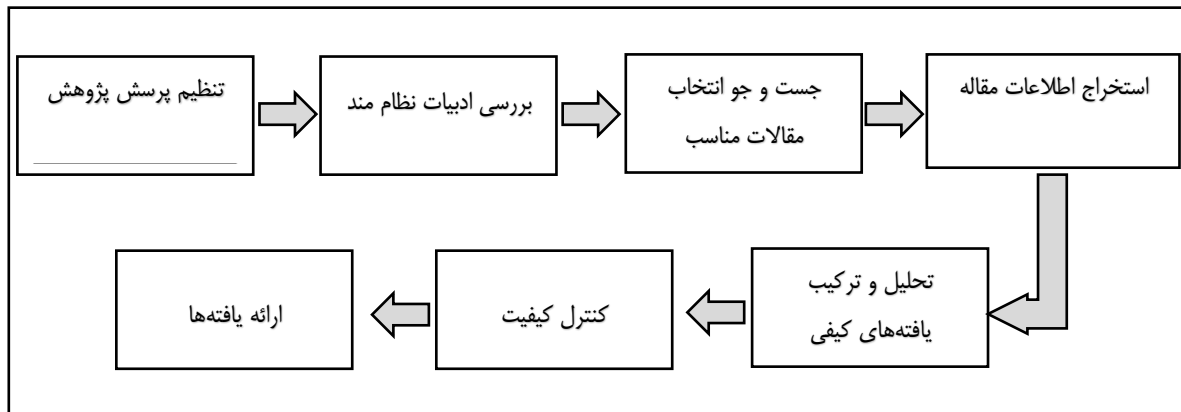 تنظیم پرسش پژوهش
بررسی ادبیات نظام مند
جست و جو انتخاب
مقالات مناسب
استخراج اطلاعات مقاله
تحلیل و ترکیب
یافته‌های کیفی
کنترل کیفیت
ارائه یافته‌ها